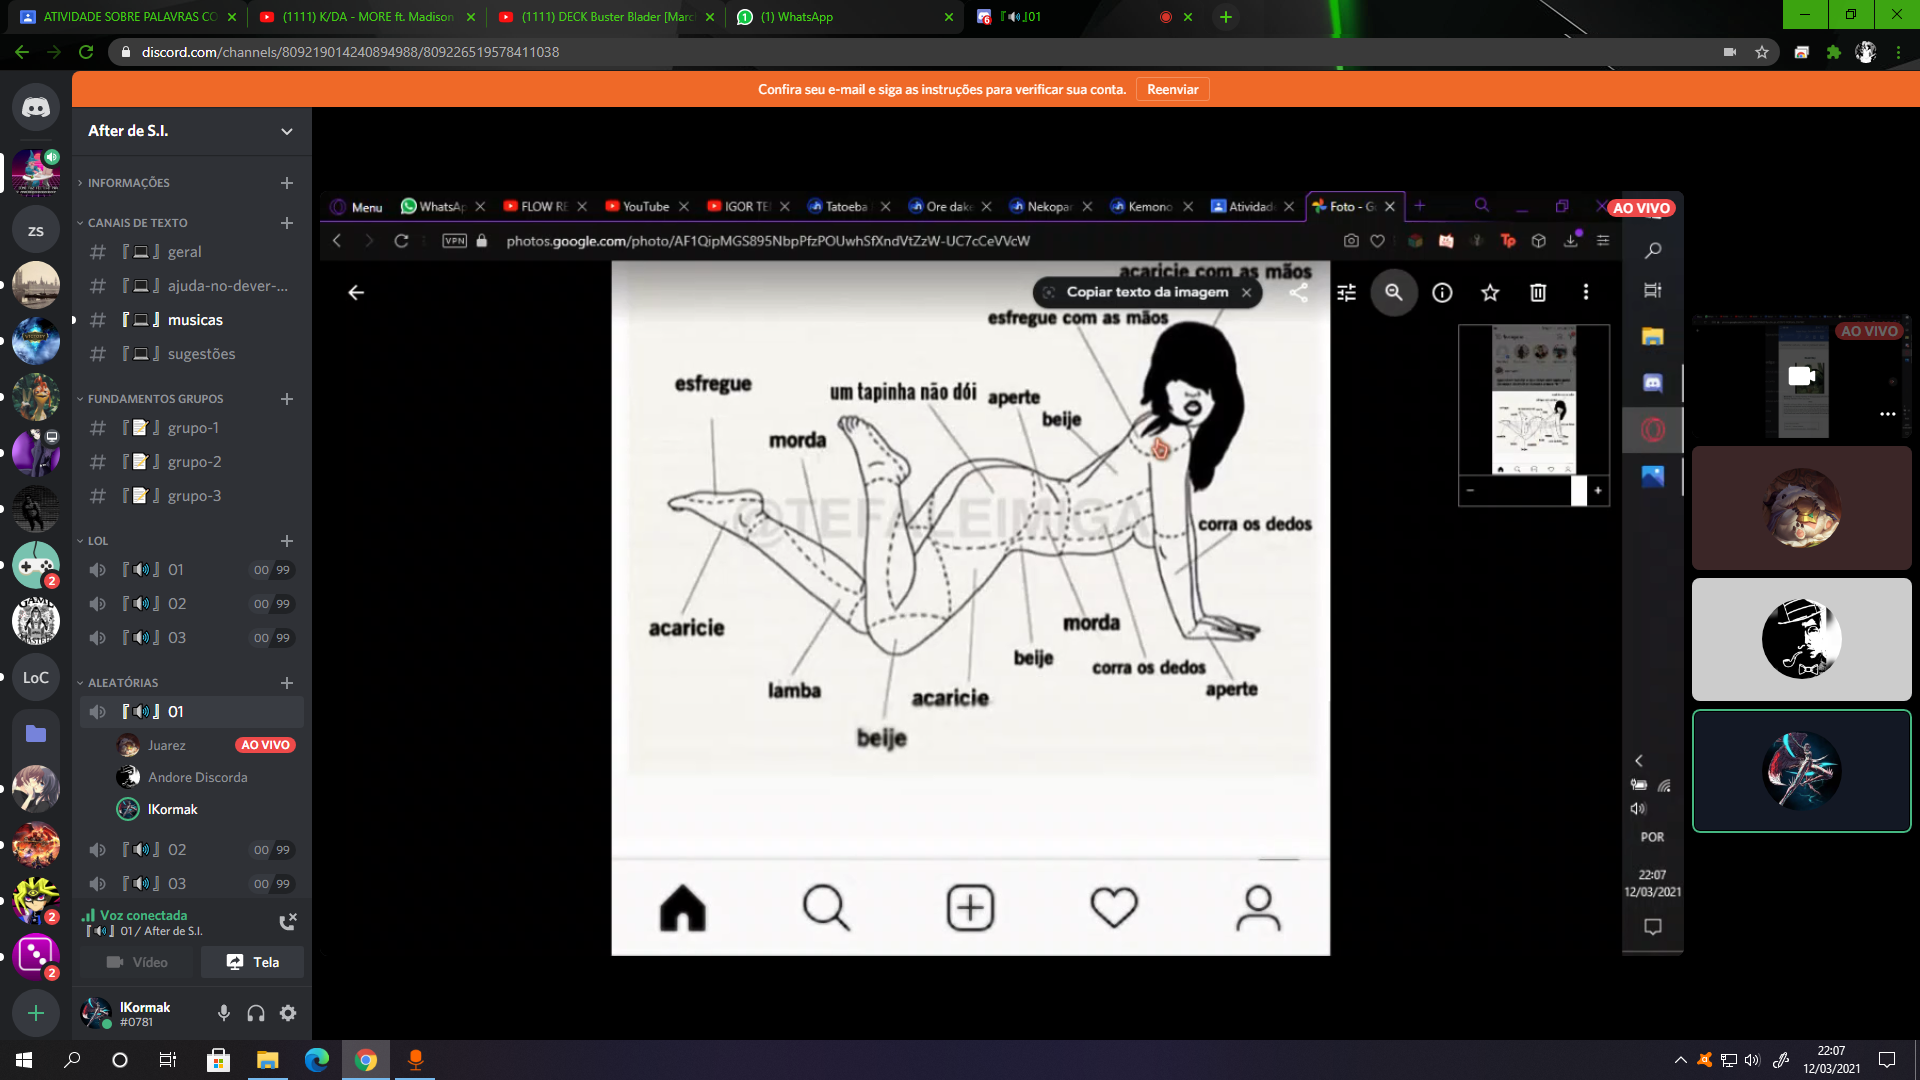 ATIVIDADE SOBRE PALAVRAS CO
(1111) K/DA - MORE ft. Madison
(1111) DECK Buster Blader [Marc
(1) WhatsApp
『🔊』01
discord.com/channels/809219014240894988/809226519578411038
Confira seu e-mail e siga as instruções para verificar sua conta.
Reenviar
After de S.I.
INFORMAÇÕES
CANAIS DE TEXTO
『💻』geral
『💻』ajuda-no-dever-...
『💻』musicas
『💻』sugestões
FUNDAMENTOS GRUPOS
『📝』grupo-1
『📝』grupo-2
『📝』grupo-3
LOL
『🔊』01 00 99
『🔊』02 00 99
『🔊』03 00 99
ALEATÓRIAS
『🔊』01
Juarez AO VIVO
Andore Discorda
lKormak
『🔊』02 00 99
『🔊』03 00 99
Voz conectada
『🔊』01 / After de S.I.
Vídeo
Tela
lKormak
#0781
zs
LoC
2
2
2
Menu
WhatsAp
FLOW RE
YouTube
IGOR TE
Tatoeba
Ore dake
Nekopar
Kemono
Atividad
Foto - G
AO VIVO
VPN
photos.google.com/photo/AF1QipMGS895NbpPfzPOUwhSfXndVtZzW-UC7cCeVVcW
acaricie com as mãos
Copiar texto da imagem
esfregue com as mãos
esfregue
um tapinha não dói
aperte
beije
morda
@TEFALEIMIGA
corra os dedos
acaricie
morda
beije
corra os dedos
lamba
acaricie
aperte
beije
AO VIVO
POR
22:07
12/03/2021
22:07
12/03/2021